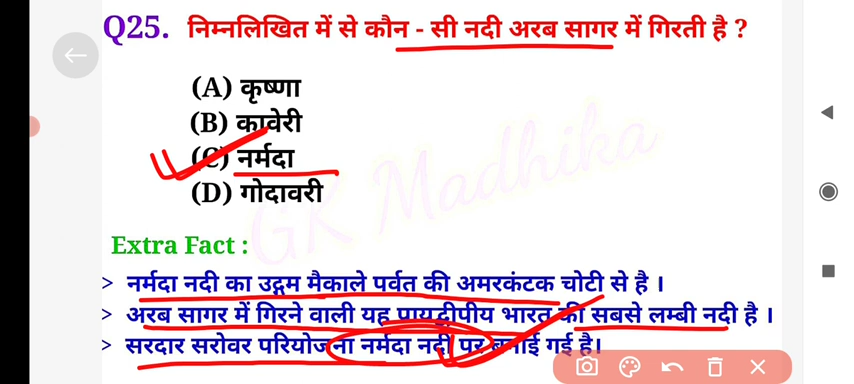 Q25. निम्नलिखित में से कौन - सी नदी अरब सागर में गिरती है ?
(A) कृष्णा
(B) कावेरी
(C) नर्मदा
(D) गोदावरी
GK Madhika
Extra Fact :
> नर्मदा नदी का उद्गम मैकाले पर्वत की अमरकंटक चोटी से है ।
> अरब सागर में गिरने वाली यह प्रायद्वीपीय भारत की सबसे लम्बी नदी है ।
> सरदार सरोवर परियोजना नर्मदा नदी पर बनाई गई है।